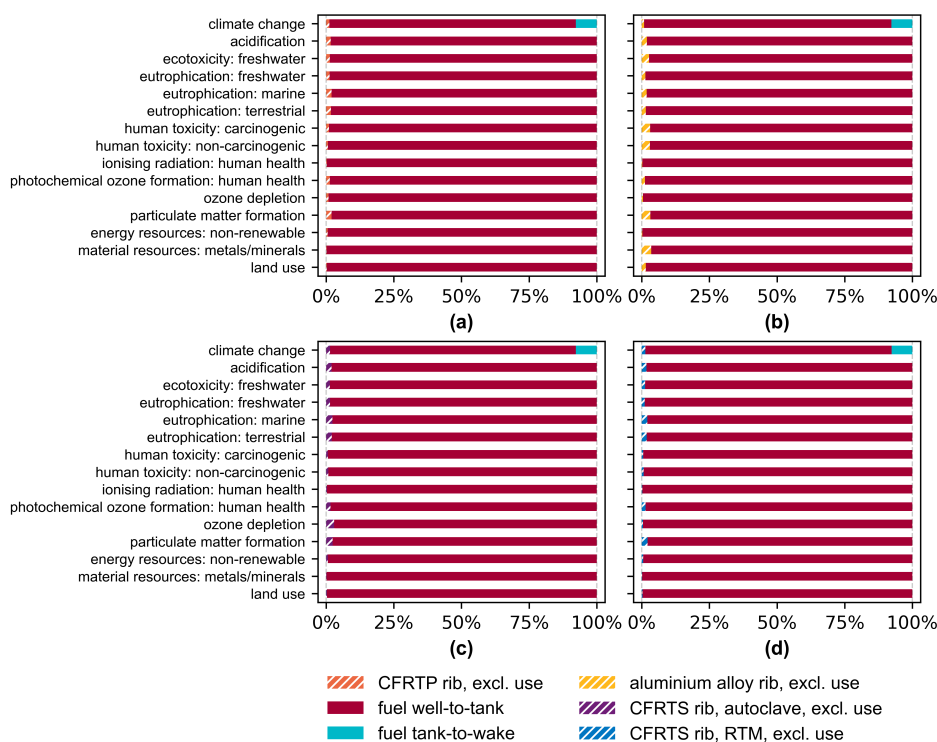 climate change
acidification
ecotoxicity: freshwater
eutrophication: freshwater
eutrophication: marine
eutrophication: terrestrial
human toxicity: carcinogenic
human toxicity: non-carcinogenic
ionising radiation: human health
photochemical ozone formation: human health
ozone depletion
particulate matter formation
energy resources: non-renewable
material resources: metals/minerals
land use
0% 25% 50% 75% 100% 0% 25% 50% 75% 100%
(a) (b)
climate change
acidification
ecotoxicity: freshwater
eutrophication: freshwater
eutrophication: marine
eutrophication: terrestrial
human toxicity: carcinogenic
human toxicity: non-carcinogenic
ionising radiation: human health
photochemical ozone formation: human health
ozone depletion
particulate matter formation
energy resources: non-renewable
material resources: metals/minerals
land use
0% 25% 50% 75% 100% 0% 25% 50% 75% 100%
(c) (d)
CFRTP rib, excl. use
fuel well-to-tank
fuel tank-to-wake
aluminium alloy rib, excl. use
CFRTS rib, autoclave, excl. use
CFRTS rib, RTM, excl. use